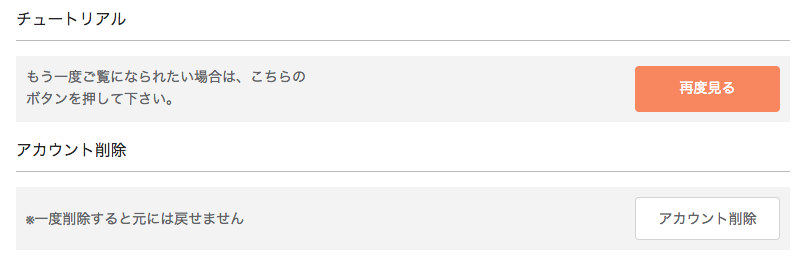 チュートリアル
もう一度ご覧になられたい場合は、こちらの
ボタンを押して下さい。
再度見る
アカウント削除
※一度削除すると元には戻せません
アカウント削除